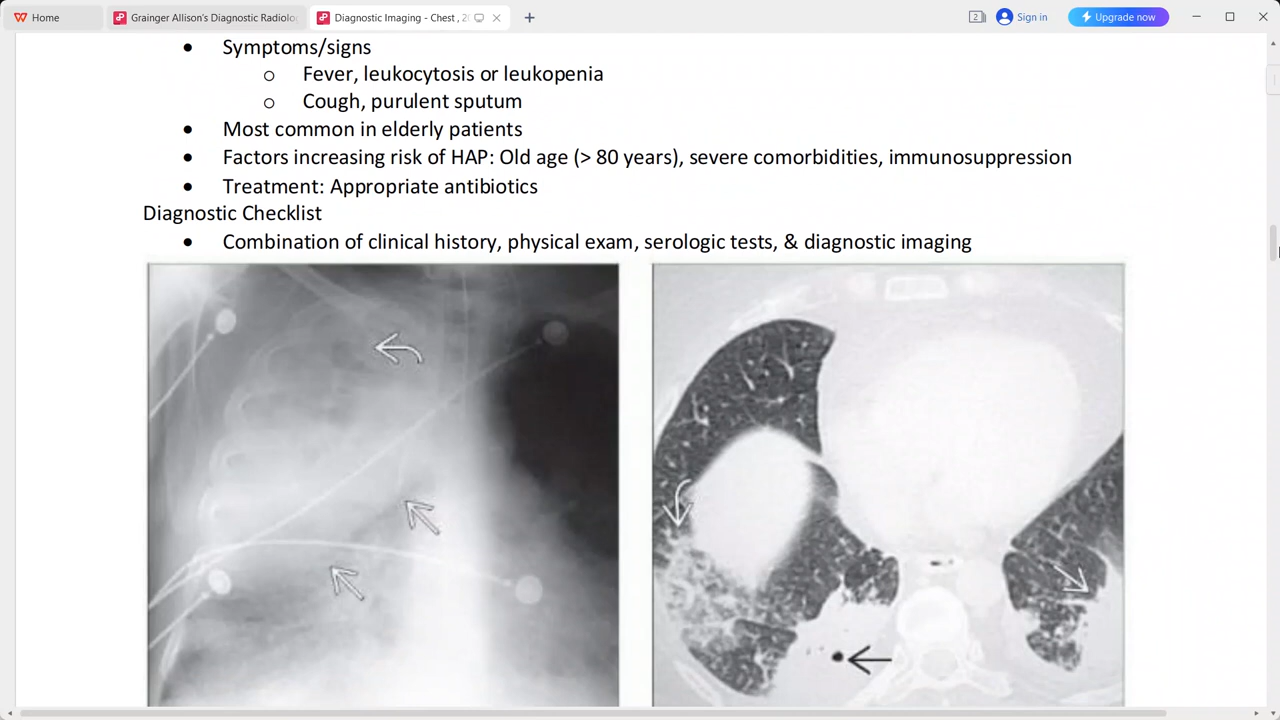 Home
Grainger Allison's Diagnostic Radiolo
Diagnostic Imaging - Chest , 2
2
Sign in
Upgrade now
• Symptoms/signs
o Fever, leukocytosis or leukopenia
o Cough, purulent sputum
• Most common in elderly patients
• Factors increasing risk of HAP: Old age (> 80 years), severe comorbidities, immunosuppression
• Treatment: Appropriate antibiotics
Diagnostic Checklist
• Combination of clinical history, physical exam, serologic tests, & diagnostic imaging